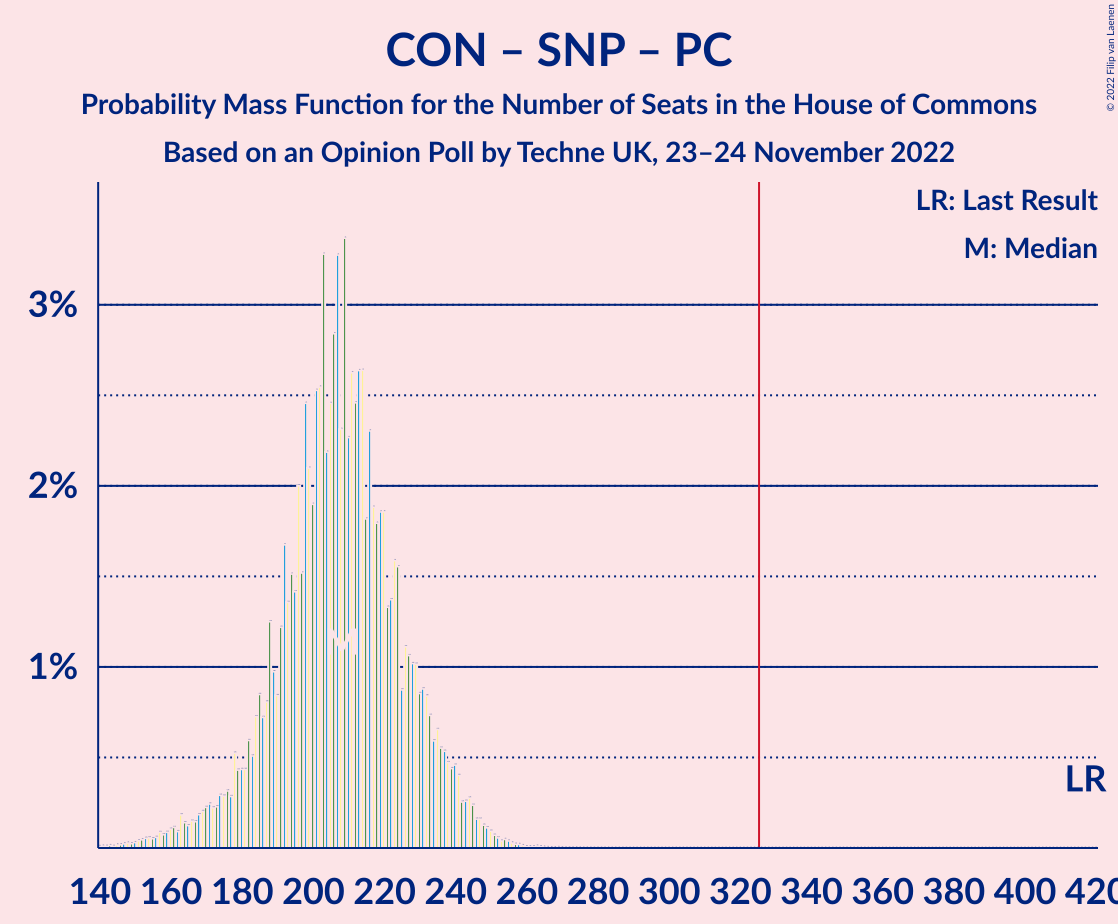 CON – SNP – PC
Probability Mass Function for the Number of Seats in the House of Commons
Based on an Opinion Poll by Techne UK, 23–24 November 2022
© 2022 Filip van Laenen
LR: Last Result
M: Median
3%
2%
1%
LR
140 160 180 200 220 240 260 280 300 320 340 360 380 400 420